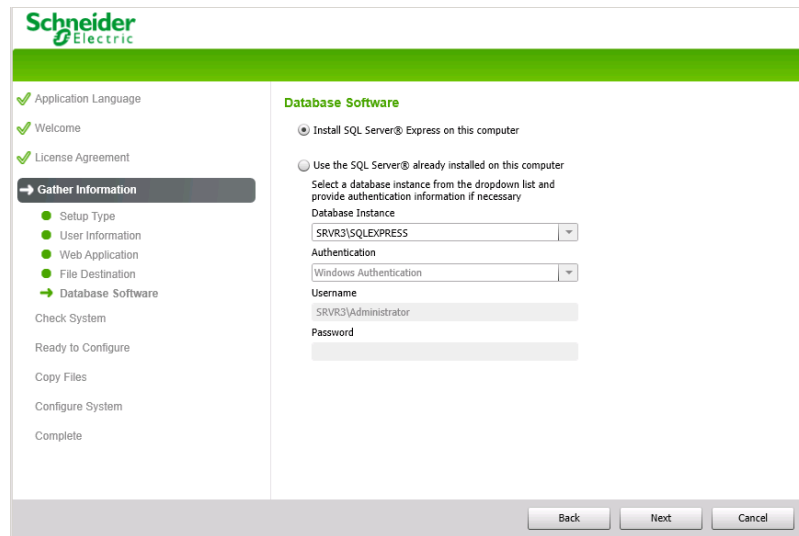 Schneider
Electric
Application Language
Welcome
License Agreement
Gather Information
Setup Type
User Information
Web Application
File Destination
Database Software
Check System
Ready to Configure
Copy Files
Configure System
Complete
Database Software
Install SQL Server® Express on this computer
Use the SQL Server® already installed on this computer
Select a database instance from the dropdown list and
provide authentication information if necessary
Database Instance
SRVR3\SQLEXPRESS
Authentication
Windows Authentication
Username
SRVR3\Administrator
Password
Back
Next
Cancel